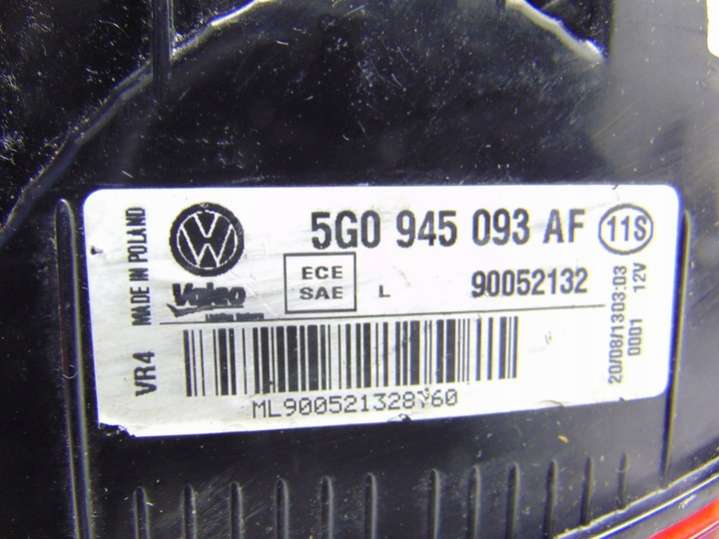 MADE IN POLAND
VR4
5G0 945 093 AF
11S
Valeo
ECE
SAE
L
90052132
20/08/1303:03
0001 12V